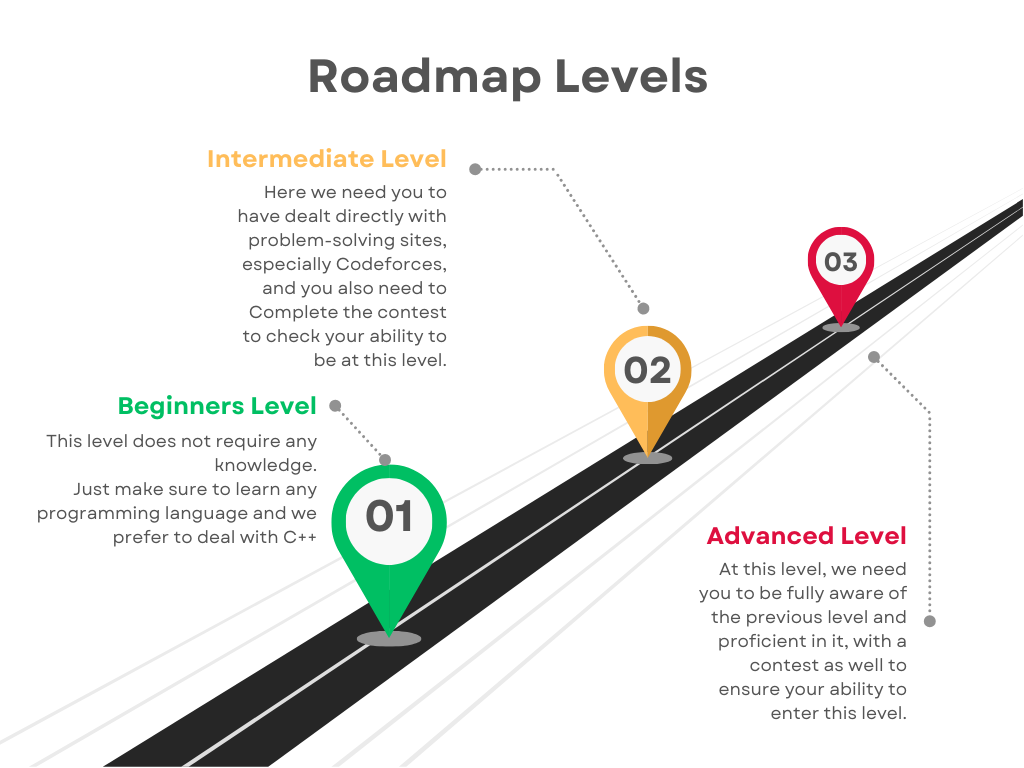 Roadmap Levels
Intermediate Level
Here we need you to
have dealt directly with
problem-solving sites,
especially Codeforces,
and you also need to
Complete the contest
to check your ability to
be at this level.
Beginners Level
This level does not require any
knowledge.
Just make sure to learn any
programming language and we
prefer to deal with C++
01
02
03
Advanced Level
At this level, we need
you to be fully aware of
the previous level and
proficient in it, with a
contest as well to
ensure your ability to
enter this level.